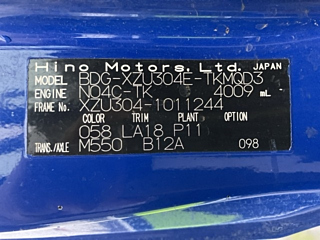 Hino Motors, Ltd. JAPAN
MODEL BDG-XZU304E-TKMQD3
ENGINE N04C-TK 4009 mL
FRAME No. XZU304-1011244
COLOR TRIM PLANT OPTION
058 LA18 P11
TRANS./AXLE M550 B12A 098